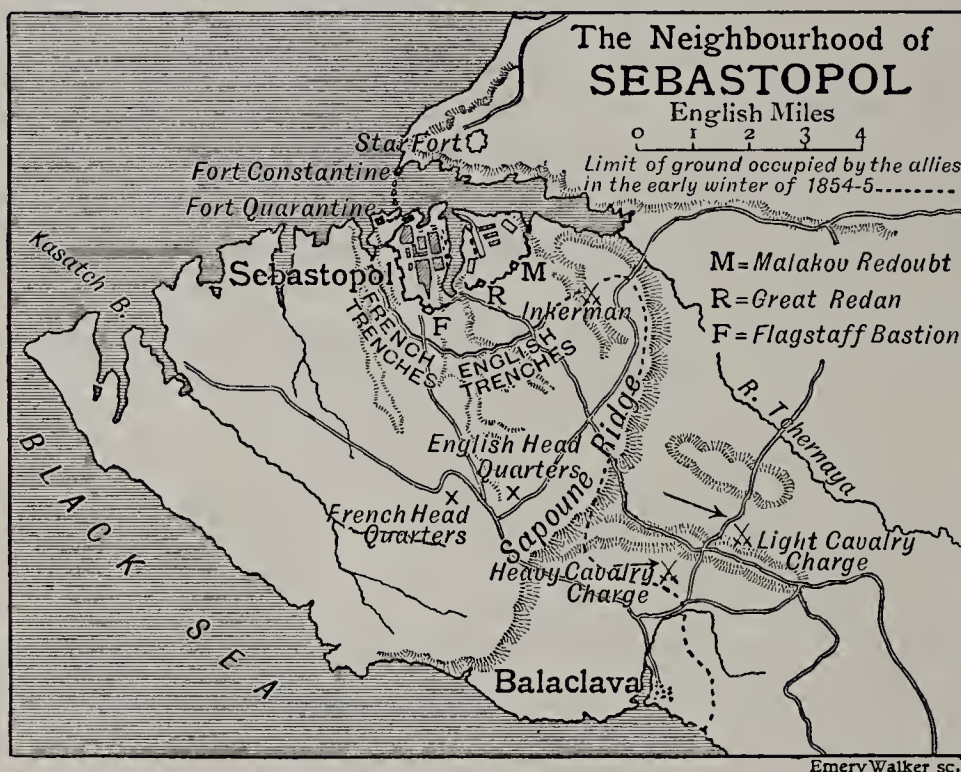 The Neighbourhood of
SEBASTOPOL
English Miles
0 1 2 3 4
Limit of ground occupied by the allies
in the early winter of 1854-5........
Star Fort
Fort Constantine
Fort Quarantine
Kasatch B.
Sebastopol
M
R
F
Inkerman
M=Malakov Redoubt
R=Great Redan
F=Flagstaff Bastion
FRENCH
TRENCHES
ENGLISH
TRENCHES
R. Tchernaya
English Head
Quarters
French Head
Quarters
Sapoune Ridge
Light Cavalry
Charge
Heavy Cavalry
Charge
BLACK SEA
Balaclava
Emery Walker sc.